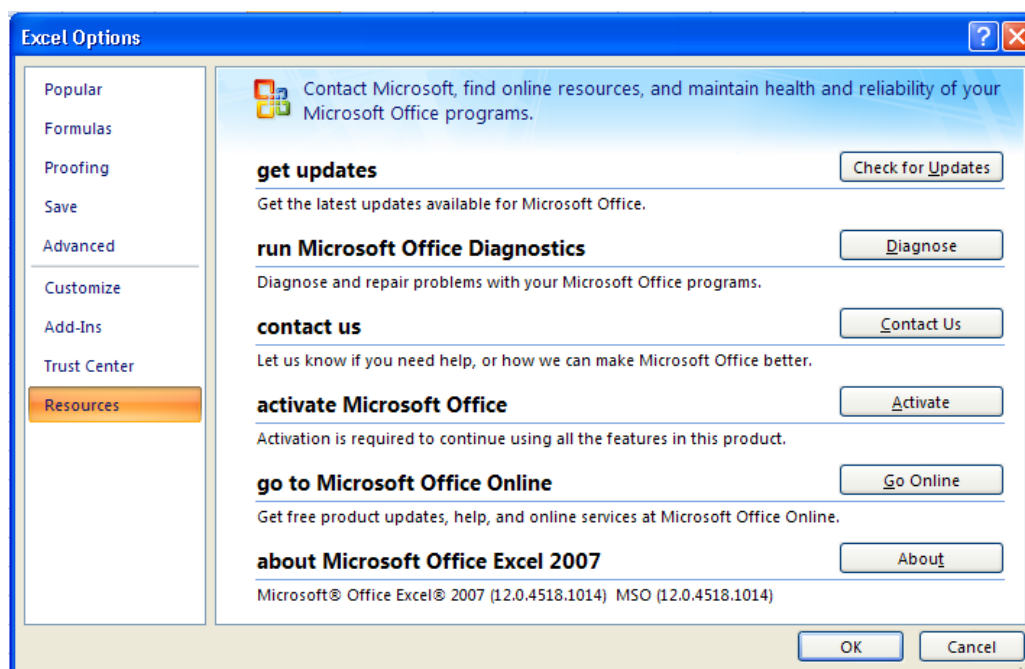 Excel Options
Popular
Formulas
Proofing
Save
Advanced
Customize
Add-Ins
Trust Center
Resources
Contact Microsoft, find online resources, and maintain health and reliability of your
Microsoft Office programs.
get updates
Check for Updates
Get the latest updates available for Microsoft Office.
run Microsoft Office Diagnostics
Diagnose
Diagnose and repair problems with your Microsoft Office programs.
contact us
Contact Us
Let us know if you need help, or how we can make Microsoft Office better.
activate Microsoft Office
Activate
Activation is required to continue using all the features in this product.
go to Microsoft Office Online
Go Online
Get free product updates, help, and online services at Microsoft Office Online.
about Microsoft Office Excel 2007
About
Microsoft® Office Excel® 2007 (12.0.4518.1014)  MSO (12.0.4518.1014)
OK
Cancel